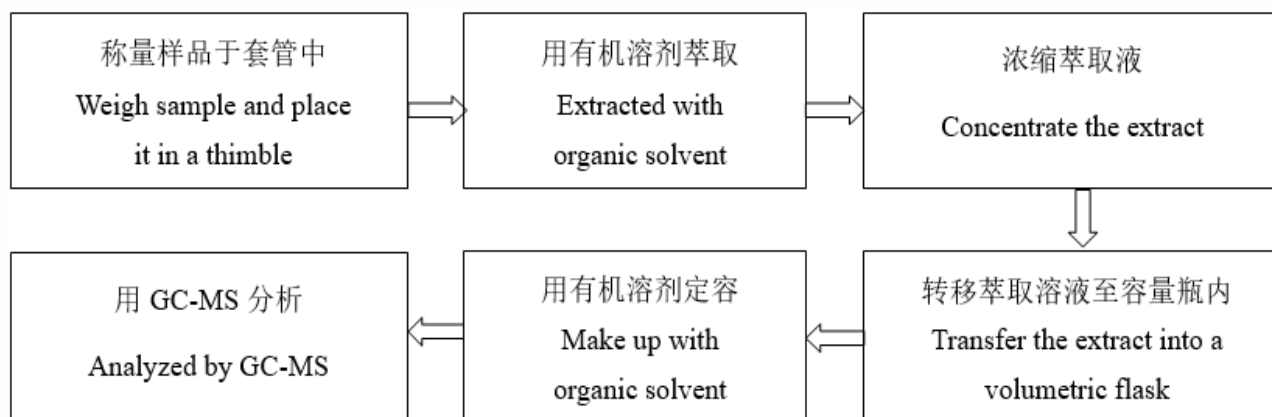 称量样品于套管中
Weigh sample and place
it in a thimble
用有机溶剂萃取
Extracted with
organic solvent
浓缩萃取液
Concentrate the extract
转移萃取溶液至容量瓶内
Transfer the extract into a
volumetric flask
用有机溶剂定容
Make up with
organic solvent
用 GC-MS 分析
Analyzed by GC-MS